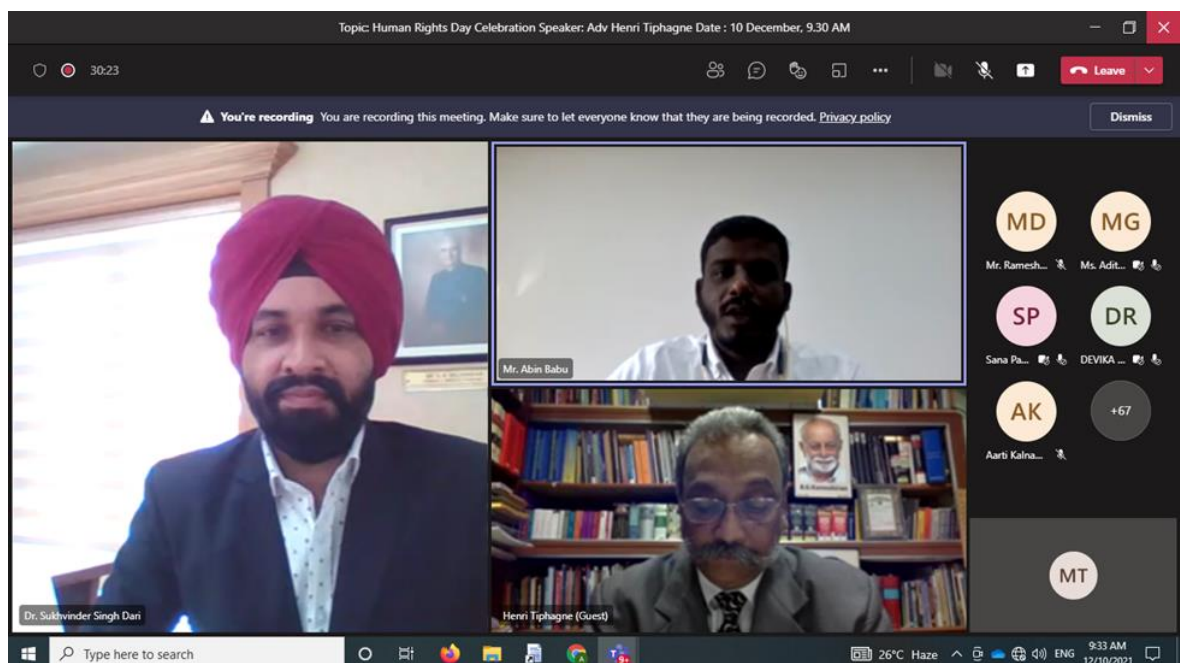 Topic: Human Rights Day Celebration Speaker: Adv Henri Tiphagne Date : 10 December, 9.30 AM
30:23
Leave
You're recording You are recording this meeting. Make sure to let everyone know that they are being recorded. Privacy policy
Dismiss
MD
MG
Mr. Ramesh...
Ms. Adit...
SP
DR
Sana Pa...
DEVIKA ...
Mr. Abin Babu
AK
+67
Aarti Kalna...
MT
Dr. Sukhvinder Singh Dari
Henri Tiphagne (Guest)
Type here to search
9+
26°C Haze
ENG
9:33 AM
12/10/2021